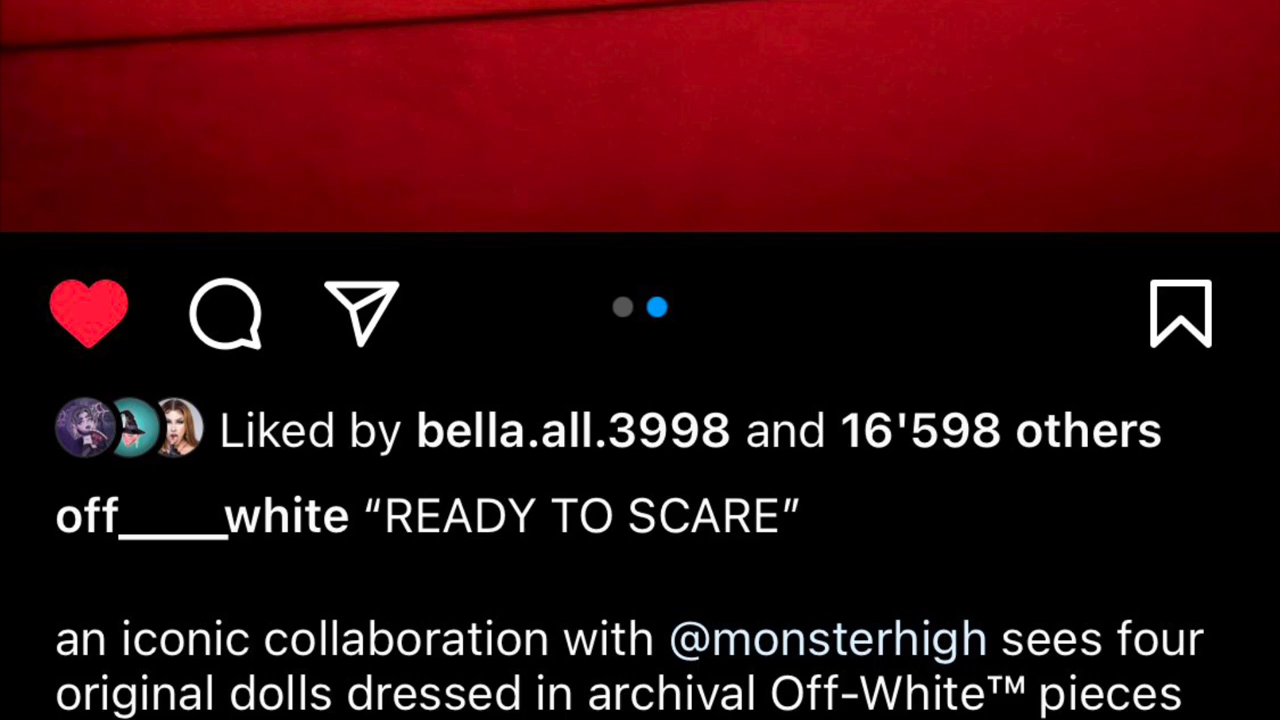 Liked by bella.all.3998 and 16'598 others
off_____white “READY TO SCARE”
an iconic collaboration with @monsterhigh sees four
original dolls dressed in archival Off-White™ pieces